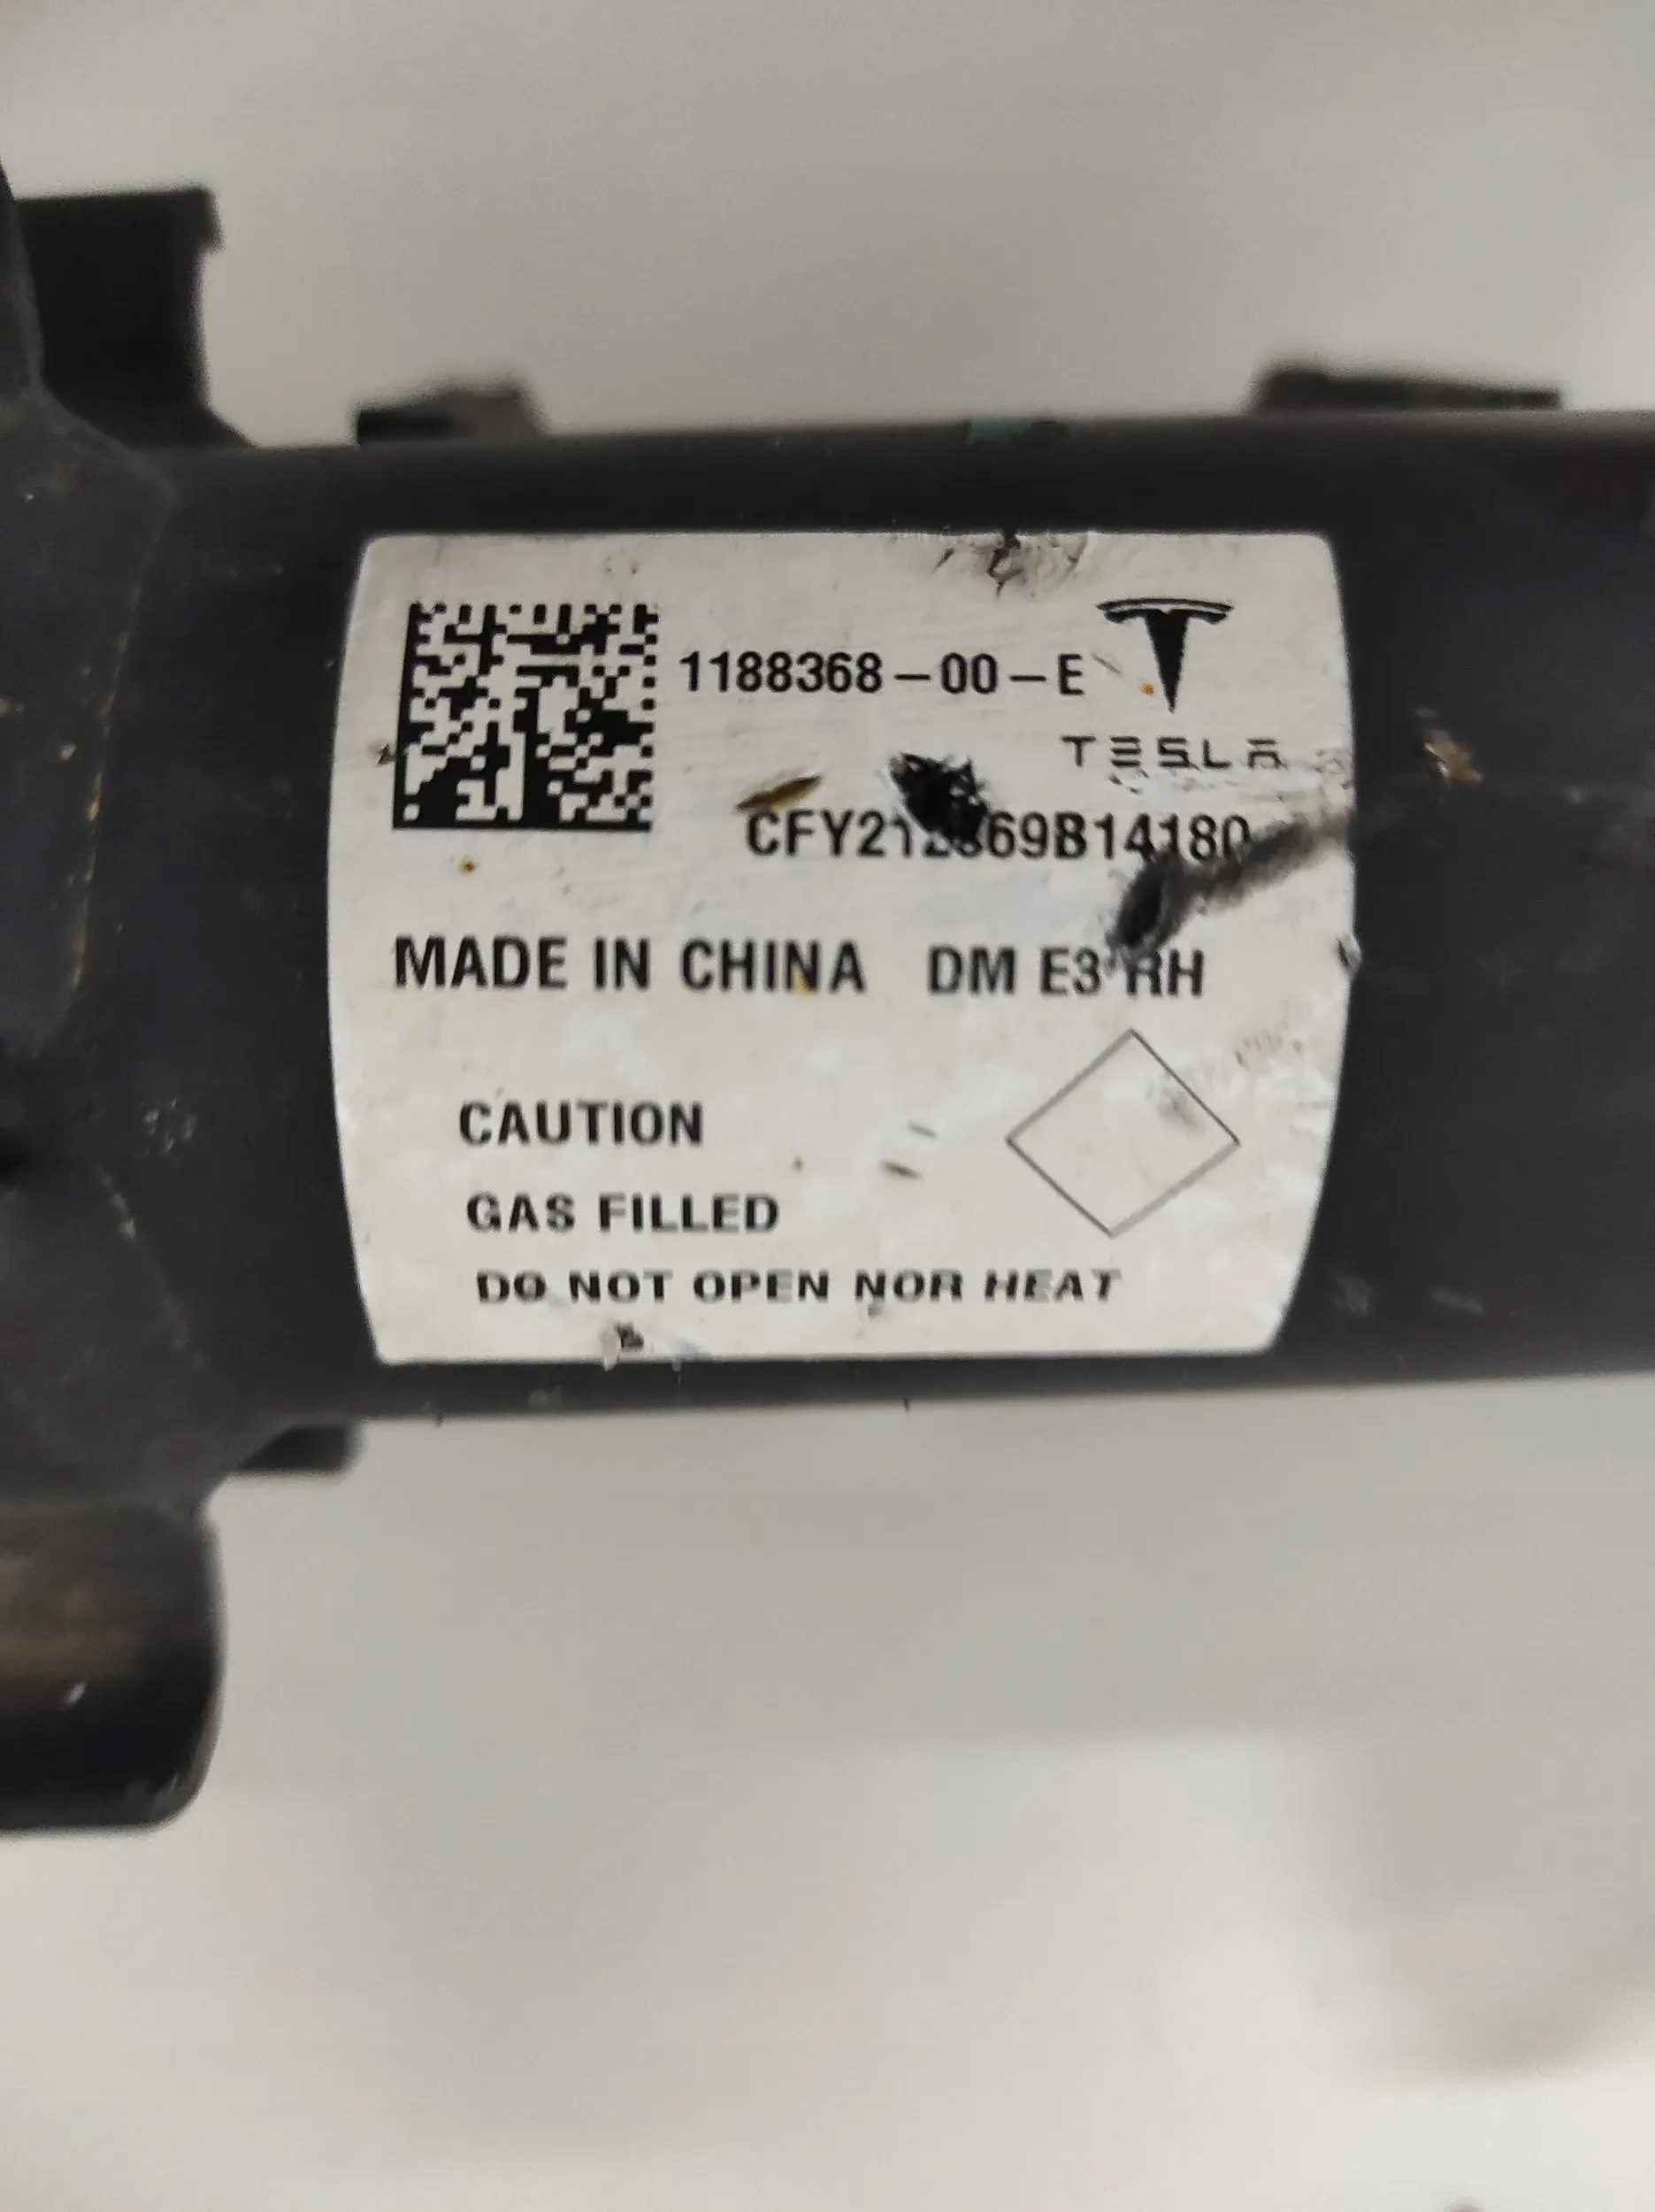 1188368-00-E
TESLA
MADE IN CHINA DM E3 RH
CAUTION
GAS FILLED
DO NOT OPEN NOR HEAT